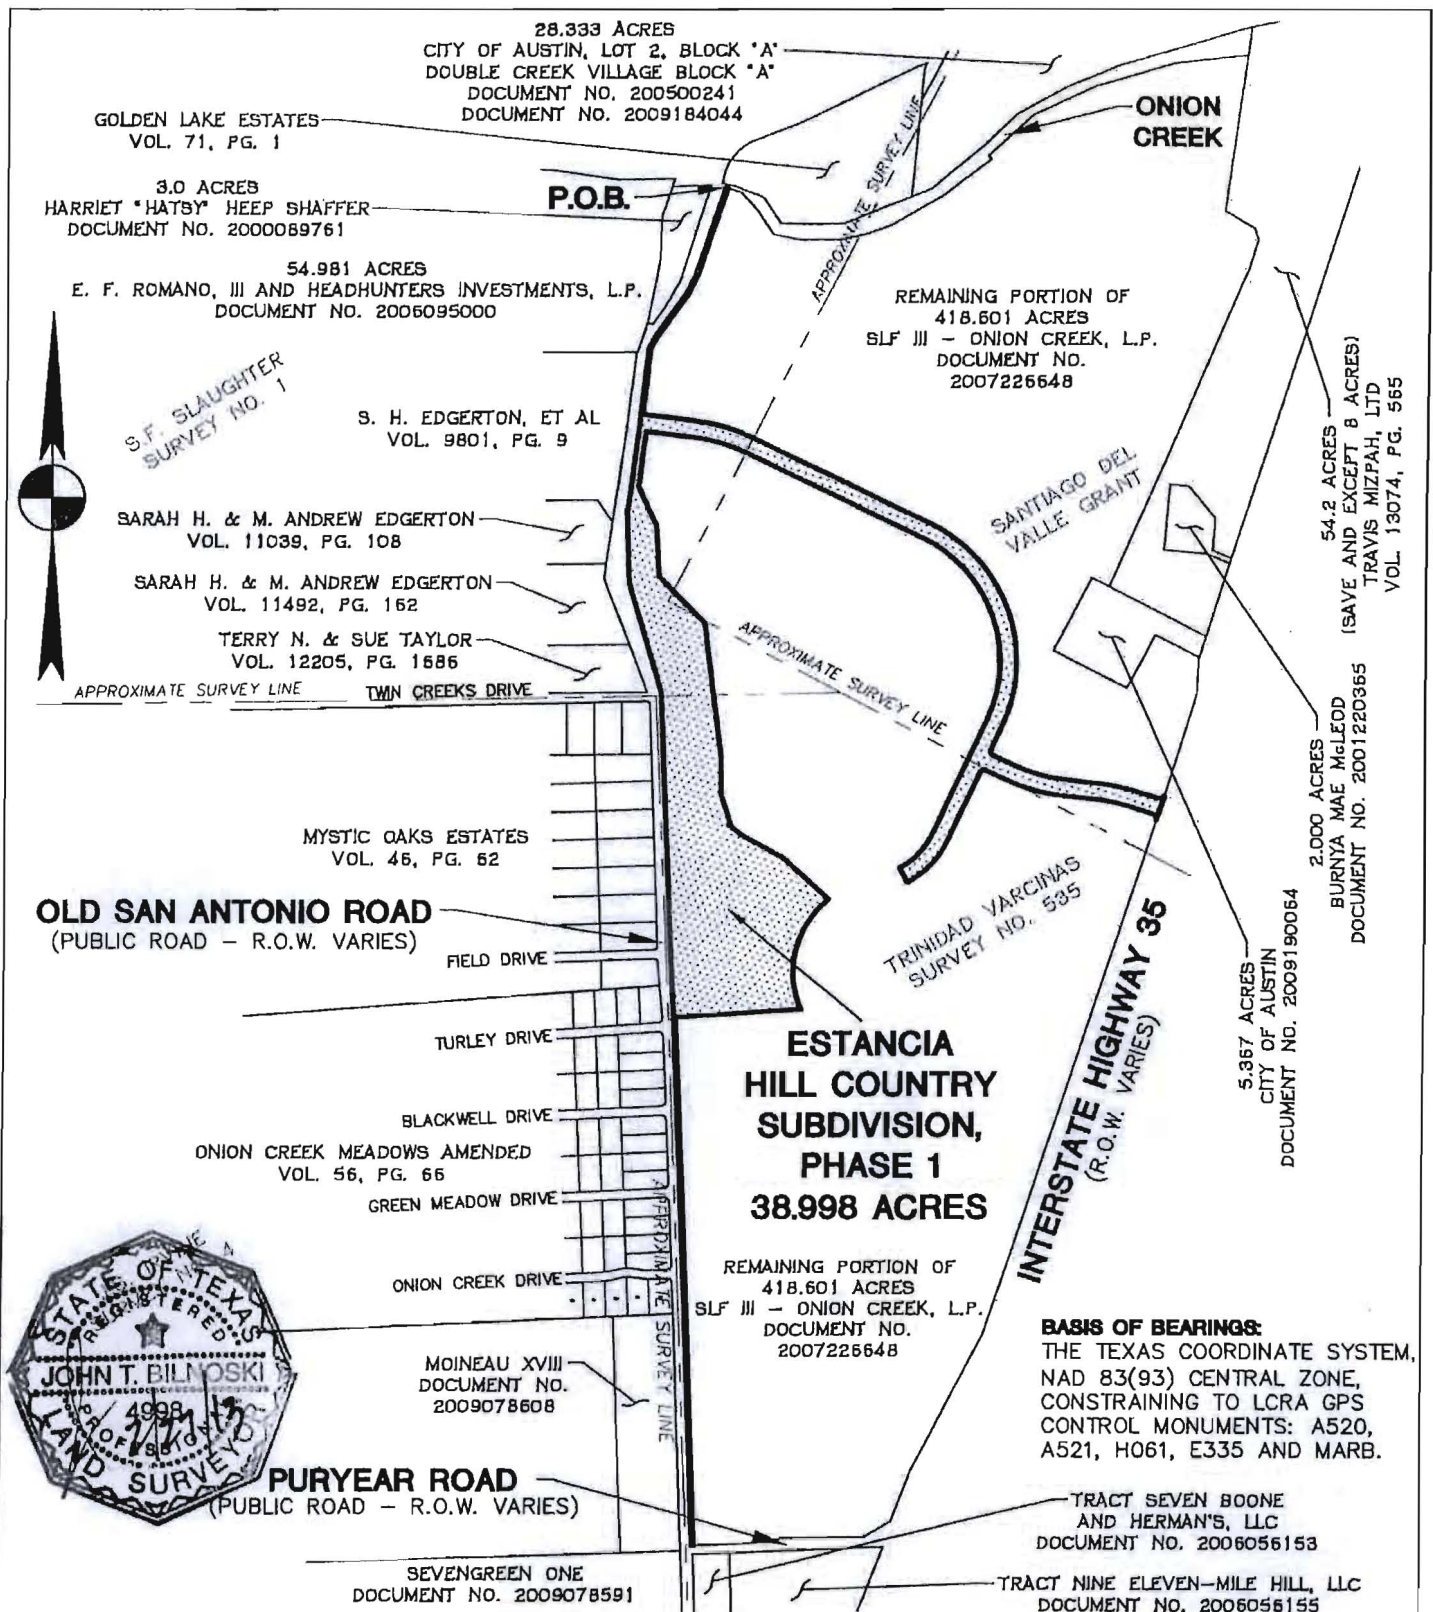 28.333 ACRES
CITY OF AUSTIN, LOT 2, BLOCK "A"
DOUBLE CREEK VILLAGE BLOCK "A"
DOCUMENT NO. 200500241
DOCUMENT NO. 2009184044
GOLDEN LAKE ESTATES
VOL. 71, PG. 1
ONION
CREEK
3.0 ACRES
HARRIET "HATSY" HEEP SHAFFER
DOCUMENT NO. 2000089761
P.O.B.
APPROXIMATE SURVEY LINE
54.981 ACRES
E. F. ROMANO, III AND HEADHUNTERS INVESTMENTS, L.P.
DOCUMENT NO. 2006095000
REMAINING PORTION OF
418.601 ACRES
SLF III - ONION CREEK, L.P.
DOCUMENT NO.
2007226648
S.F. SLAUGHTER
SURVEY NO. 1
S. H. EDGERTON, ET AL
VOL. 9801, PG. 9
54.2 ACRES
(SAVE AND EXCEPT 8 ACRES)
TRAVIS MIZPAH, LTD
VOL. 13074, PG. 565
SANTIAGO DEL
VALLE GRANT
SARAH H. & M. ANDREW EDGERTON
VOL. 11039, PG. 108
SARAH H. & M. ANDREW EDGERTON
VOL. 11492, PG. 162
TERRY N. & SUE TAYLOR
VOL. 12205, PG. 1686
APPROXIMATE SURVEY LINE
TWIN CREEKS DRIVE
APPROXIMATE SURVEY LINE
2.000 ACRES
BURNYA MAE McLEOD
DOCUMENT NO. 2001220365
MYSTIC OAKS ESTATES
VOL. 46, PG. 62
OLD SAN ANTONIO ROAD
(PUBLIC ROAD - R.O.W. VARIES)
TRINIDAD VARCINAS
SURVEY NO. 535
FIELD DRIVE
5.367 ACRES
CITY OF AUSTIN
DOCUMENT NO. 2009190064
INTERSTATE HIGHWAY 35
(R.O.W. VARIES)
TURLEY DRIVE
ESTANCIA
HILL COUNTRY
SUBDIVISION,
PHASE 1
38.998 ACRES
BLACKWELL DRIVE
ONION CREEK MEADOWS AMENDED
VOL. 56, PG. 66
GREEN MEADOW DRIVE
APPROXIMATE SURVEY LINE
ONION CREEK DRIVE
REMAINING PORTION OF
418.601 ACRES
SLF III - ONION CREEK, L.P.
DOCUMENT NO.
2007226648
STATE OF TEXAS
REGISTERED
JOHN T. BILNOSKI
4998
PROFESSIONAL
LAND SURVEYOR
MOINEAU XVIII
DOCUMENT NO.
2009078608
BASIS OF BEARINGS:
THE TEXAS COORDINATE SYSTEM,
NAD 83(93) CENTRAL ZONE,
CONSTRAINING TO LCRA GPS
CONTROL MONUMENTS: A520,
A521, H061, E335 AND MARB.
PURYEAR ROAD
(PUBLIC ROAD - R.O.W. VARIES)
TRACT SEVEN BOONE
AND HERMAN'S, LLC
DOCUMENT NO. 2006056153
SEVENGREEN ONE
DOCUMENT NO. 2009078591
TRACT NINE ELEVEN-MILE HILL, LLC
DOCUMENT NO. 2006056155